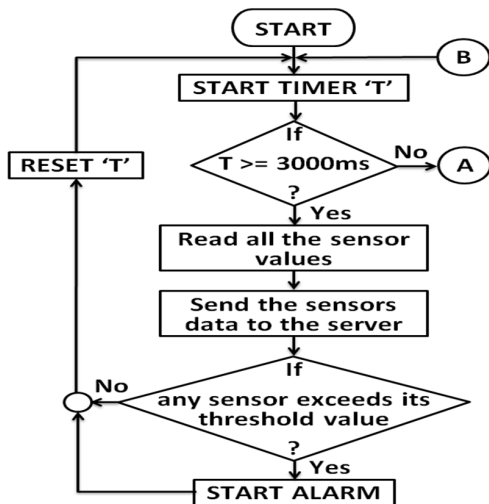 START
B
START TIMER ‘T’
If
T >= 3000ms
?
No
A
RESET ‘T’
Yes
Read all the sensor
values
Send the sensors
data to the server
If
any sensor exceeds its
threshold value
?
No
Yes
START ALARM